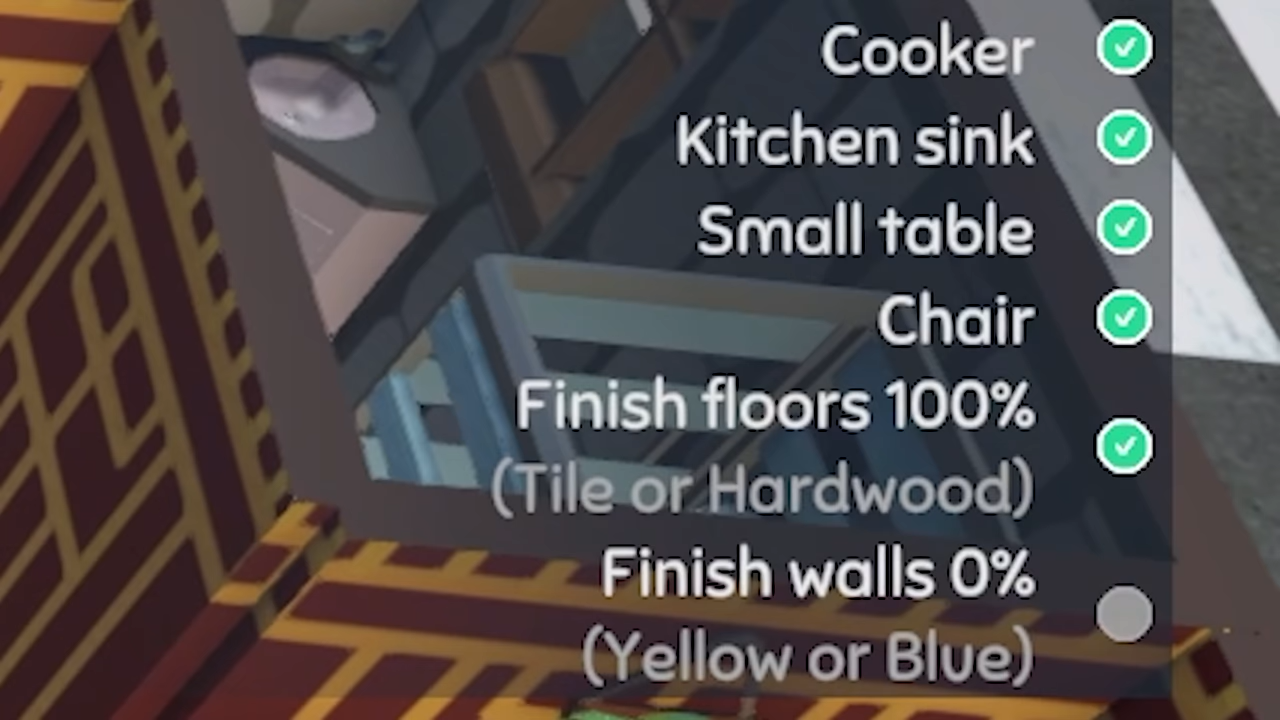 Cooker
Kitchen sink
Small table
Chair
Finish floors 100%
(Tile or Hardwood)
Finish walls 0%
(Yellow or Blue)